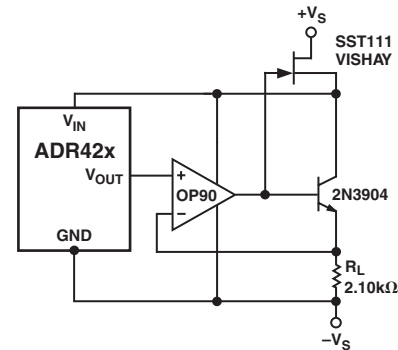 +VS
SST111
VISHAY
VIN
ADR42x
VOUT
GND
+
OP90
−
2N3904
RL
2.10kΩ
−VS